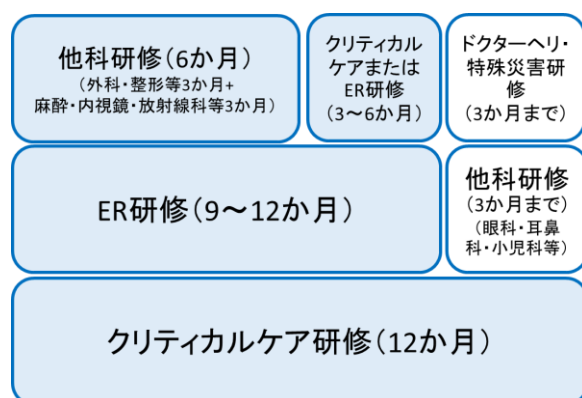 他科研修(6か月)
(外科・整形等3か月+
麻酔・内視鏡・放射線科等3か月)
クリティカル
ケアまたは
ER研修
(3~6か月)
ドクターヘリ・
特殊災害研
修
(3か月まで)
ER研修(9~12か月)
他科研修
(3か月まで)
(眼科・耳鼻
科・小児科等)
クリティカルケア研修(12か月)